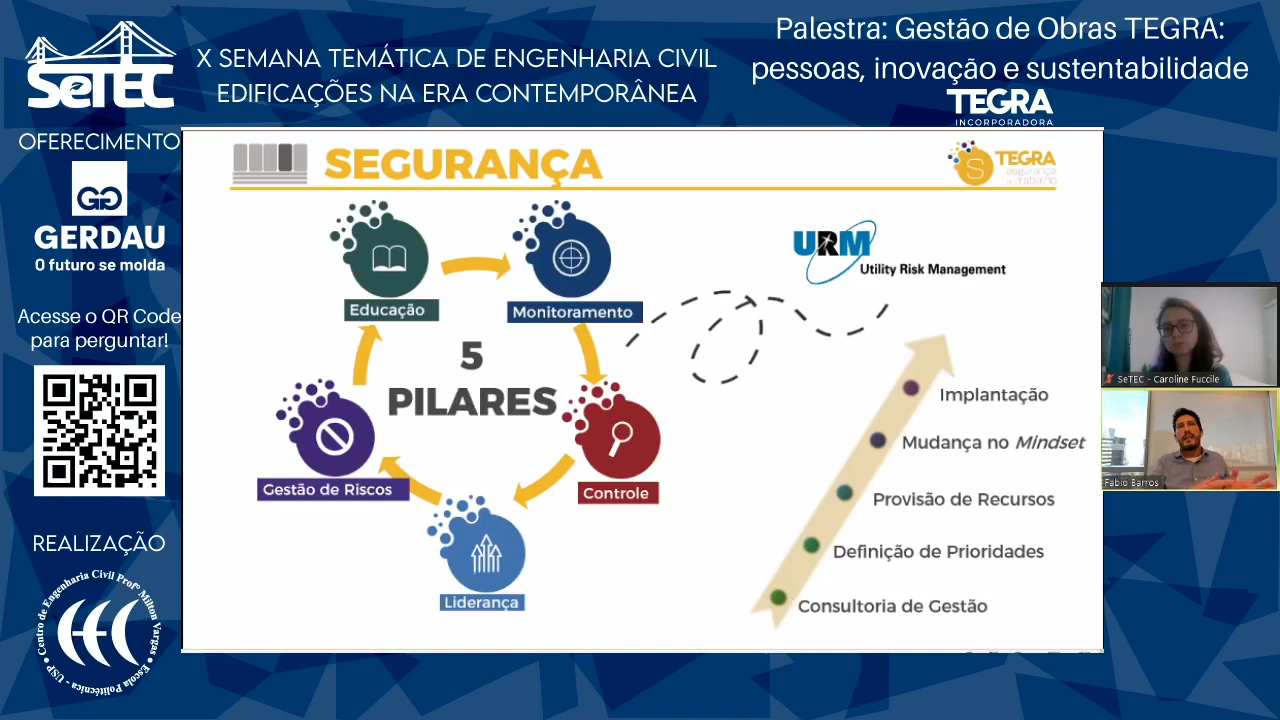 SeTEC
X SEMANA TEMÁTICA DE ENGENHARIA CIVIL
EDIFICAÇÕES NA ERA CONTEMPORÂNEA
Palestra: Gestão de Obras TEGRA:
pessoas, inovação e sustentabilidade
TEGRA
INCORPORADORA
OFERECIMENTO
GERDAU
O futuro se molda
Acesse o QR Code
para perguntar!
REALIZAÇÃO
Centro de Engenharia Civil Profº Milton Vargas • Escola Politécnica - USP •
SEGURANÇA
S
TEGRA
segurança
do trabalho
Educação
Monitoramento
5
PILARES
Gestão de Riscos
Controle
Liderança
URM
Utility Risk Management
Implantação
Mudança no Mindset
Provisão de Recursos
Definição de Prioridades
Consultoria de Gestão
SeTEC - Caroline Fuccile
Fabio Barros